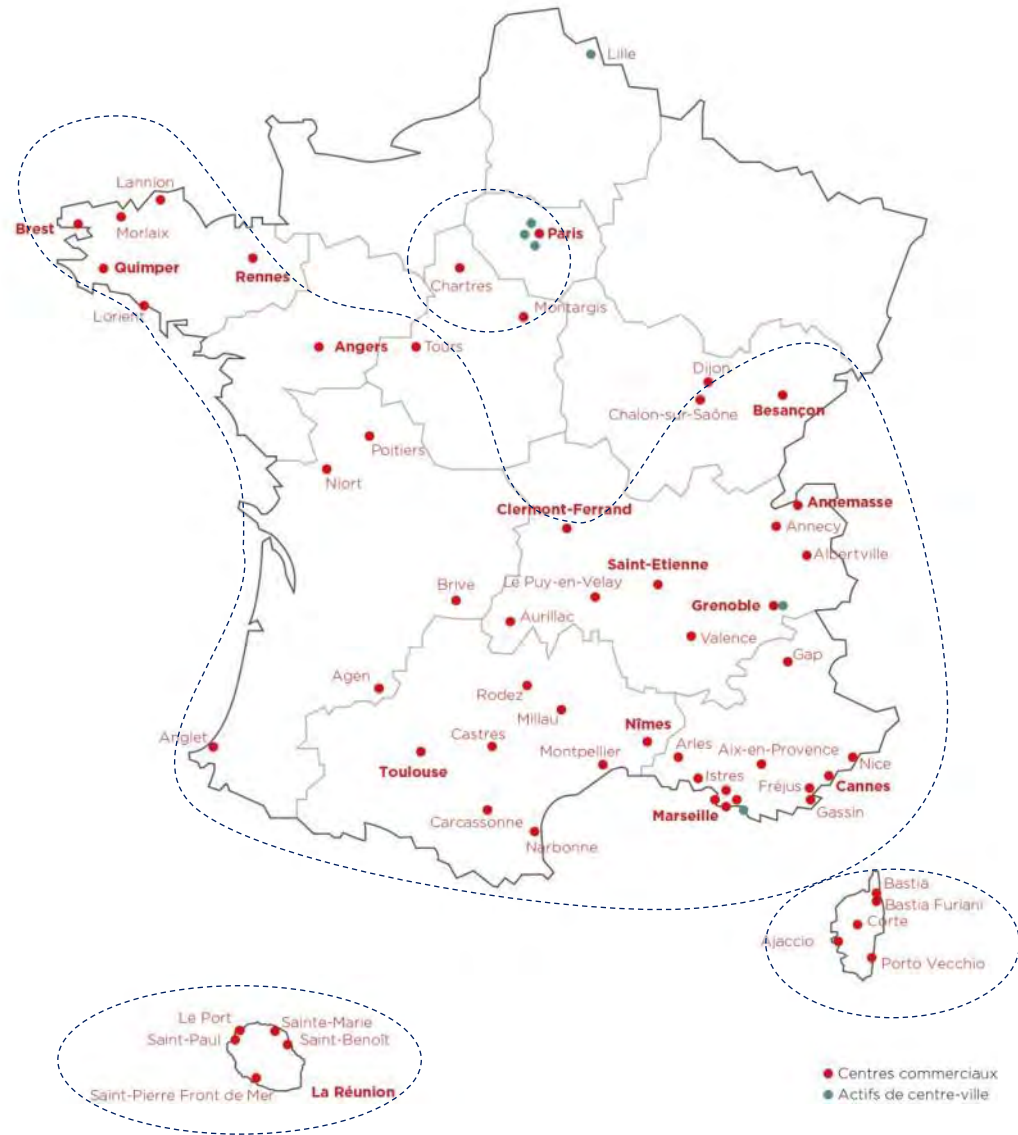 Lille
Lannion
Morlaix
Brest
Paris
Quimper
Rennes
Chartres
Lorient
Montargis
Angers
Tours
Dijon
Besançon
Chalon-sur-Saône
Poitiers
Niort
Clermont-Ferrand
Annemasse
Annecy
Albertville
Saint-Etienne
Le Puy-en-Velay
Brive
Grenoble
Aurillac
Valence
Gap
Agen
Rodez
Millau
Nîmes
Anglet
Castres
Montpellier
Arles
Aix-en-Provence
Nice
Toulouse
Istres
Fréjus
Cannes
Carcassonne
Marseille
Gassin
Narbonne
Bastia
Bastia Furiani
Corte
Ajaccio
Porto Vecchio
Le Port
Sainte-Marie
Saint-Paul
Saint-Benoît
Saint-Pierre Front de Mer
La Réunion
Centres commerciaux
Actifs de centre-ville